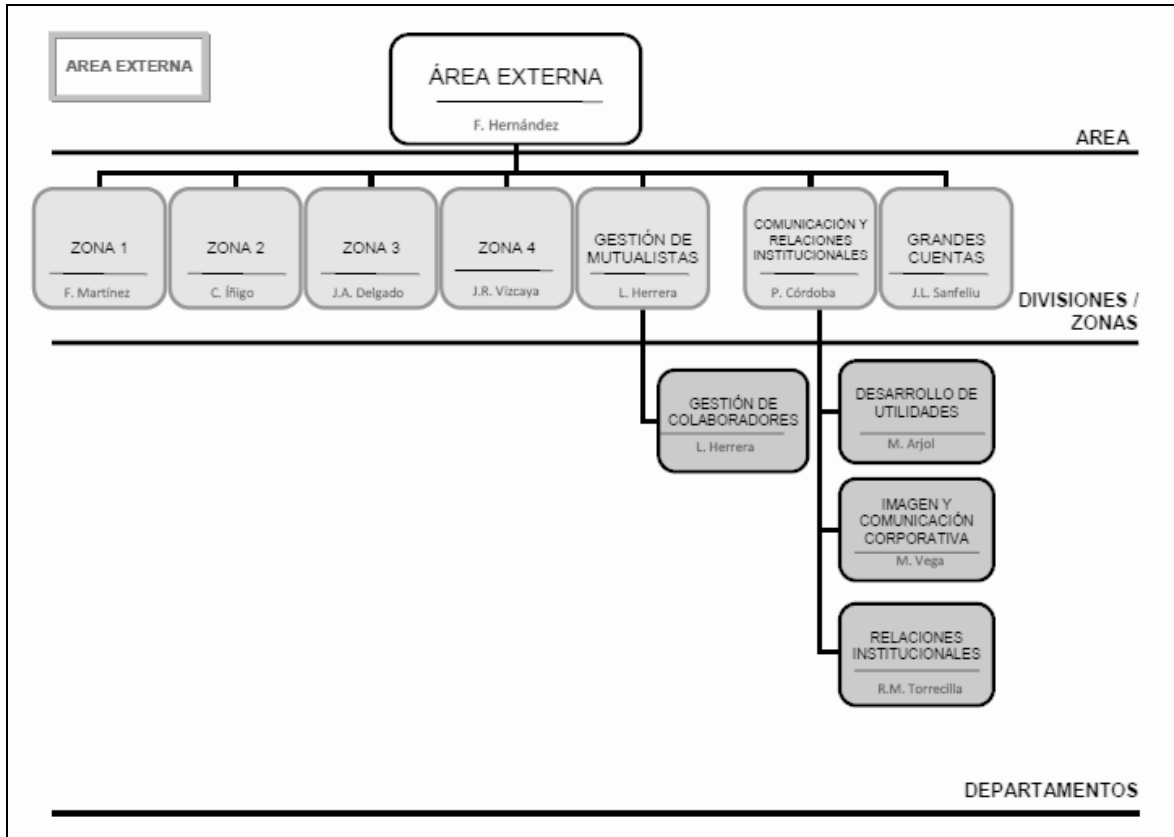 AREA EXTERNA
ÁREA EXTERNA
F. Hernández
AREA
ZONA 1
F. Martínez
ZONA 2
C. Íñigo
ZONA 3
J.A. Delgado
ZONA 4
J.R. Vizcaya
GESTIÓN DE
MUTUALISTAS
L. Herrera
COMUNICACIÓN Y
RELACIONES
INSTITUCIONALES
P. Córdoba
GRANDES
CUENTAS
J.L. Sanfeliu
DIVISIONES /
ZONAS
GESTIÓN DE
COLABORADORES
L. Herrera
DESARROLLO DE
UTILIDADES
M. Arjol
IMAGEN Y
COMUNICACIÓN
CORPORATIVA
M. Vega
RELACIONES
INSTITUCIONALES
R.M. Torrecilla
DEPARTAMENTOS